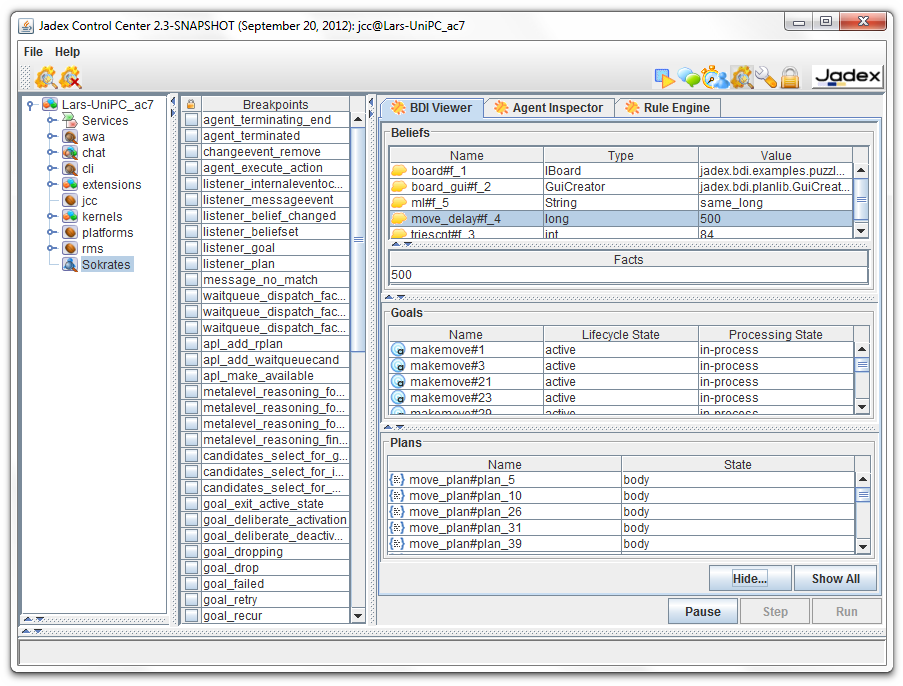 Jadex Control Center 2.3-SNAPSHOT (September 20, 2012): jcc@Lars-UniPC_ac7
File Help
Jadex
Lars-UniPC_ac7
Services
awa
chat
cli
extensions
jcc
kernels
platforms
rms
Sokrates
Breakpoints
agent_terminating_end
agent_terminated
changeevent_remove
agent_execute_action
listener_internaleventoc...
listener_messageevent
listener_belief_changed
listener_beliefset
listener_goal
listener_plan
message_no_match
waitqueue_dispatch_fac...
waitqueue_dispatch_fac...
waitqueue_dispatch_fac...
apl_add_rplan
apl_add_waitqueuecand
apl_make_available
metalevel_reasoning_fo...
metalevel_reasoning_fo...
metalevel_reasoning_fo...
metalevel_reasoning_fin...
candidates_select_for_g...
candidates_select_for_i...
candidates_select_for_...
goal_exit_active_state
goal_deliberate_activation
goal_deliberate_deactiv...
goal_dropping
goal_drop
goal_failed
goal_retry
goal_recur
BDI Viewer Agent Inspector Rule Engine
Beliefs
Name Type Value
board#f_1 IBoard jadex.bdi.examples.puzzl...
board_gui#f_2 GuiCreator jadex.bdi.planlib.GuiCreat...
ml#f_5 String same_long
move_delay#f_4 long 500
triescnt#f_3 int 84
Facts
500
Goals
Name Lifecycle State Processing State
makemove#1 active in-process
makemove#3 active in-process
makemove#21 active in-process
makemove#23 active in-process
makemove#29 active in-process
Plans
Name State
move_plan#plan_5 body
move_plan#plan_10 body
move_plan#plan_26 body
move_plan#plan_31 body
move_plan#plan_39 body
Hide... Show All
Pause Step Run